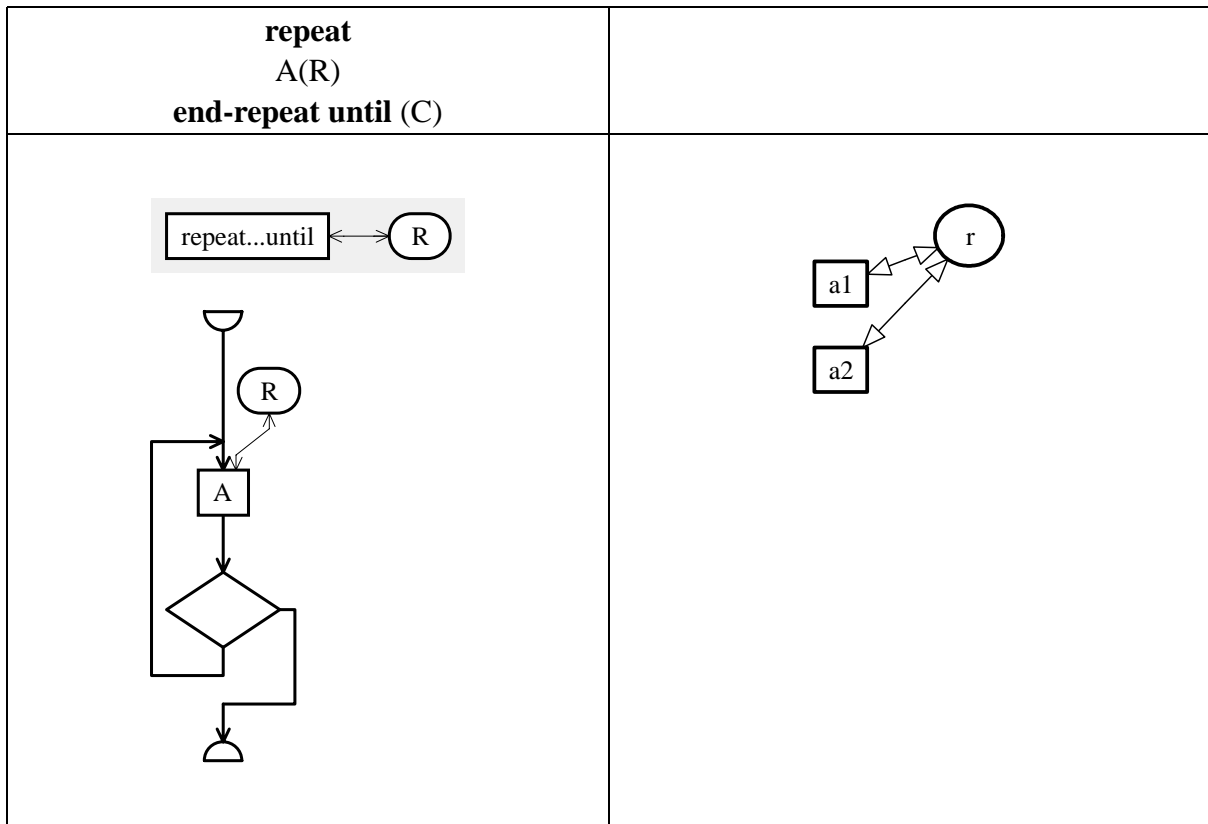 repeat
A(R)
end-repeat until (C)
repeat...until
R
R
A
r
a1
a2